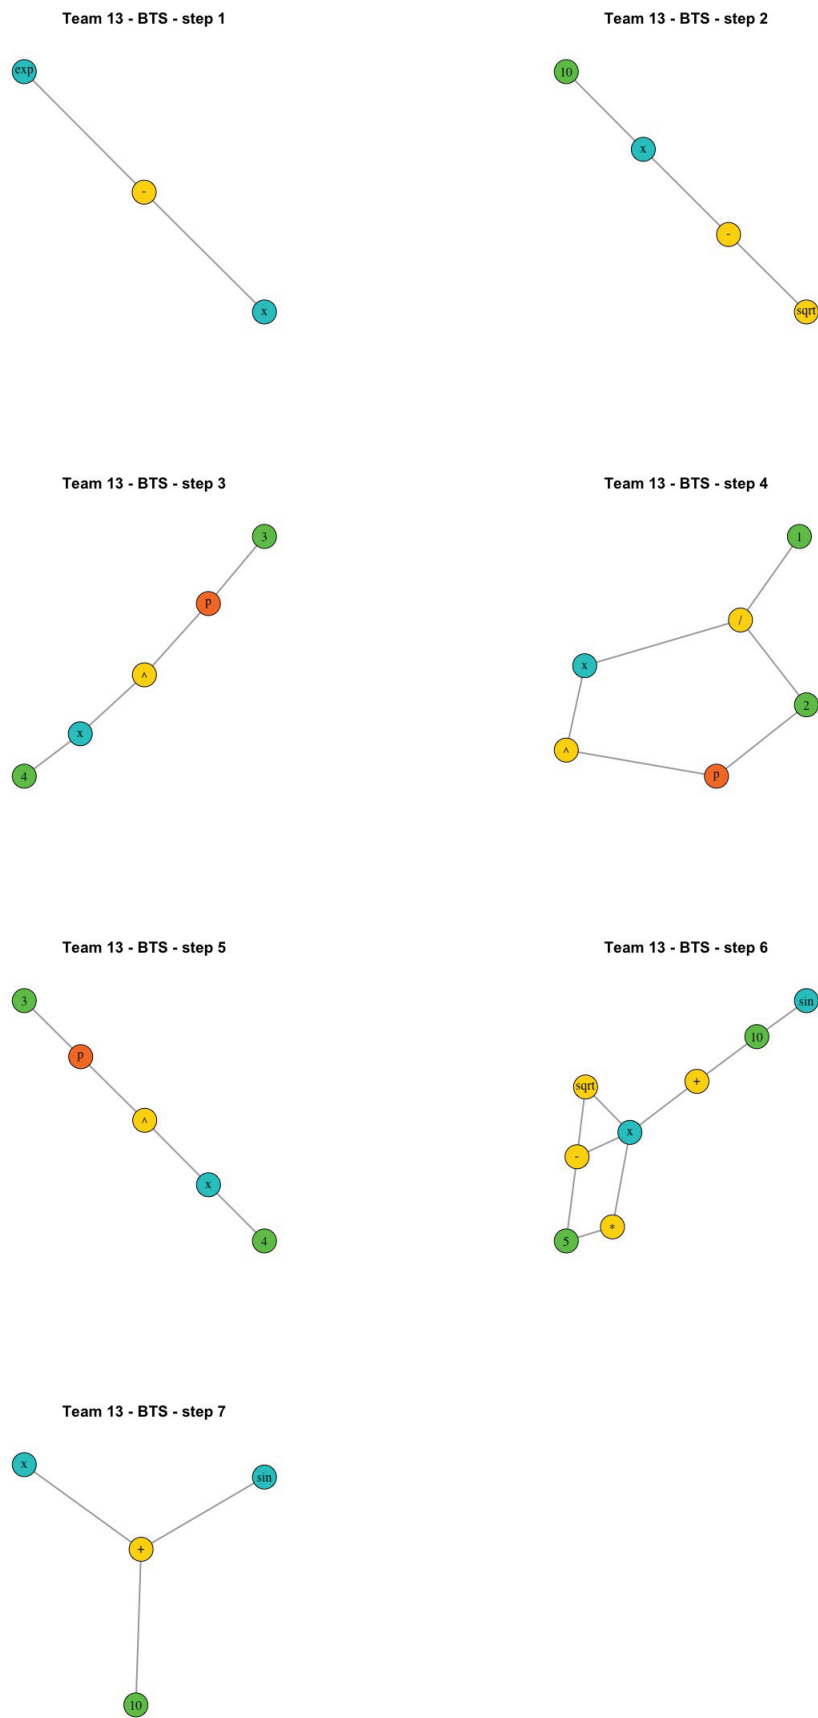 Team 13 - BTS - step 1
exp
-
x
Team 13 - BTS - step 2
10
x
-
sqrt
Team 13 - BTS - step 3
3
p
^
x
4
Team 13 - BTS - step 4
1
/
x
2
^
p
Team 13 - BTS - step 5
3
p
^
x
4
Team 13 - BTS - step 6
sin
10
+
sqrt
x
-
*
5
Team 13 - BTS - step 7
x
sin
+
10